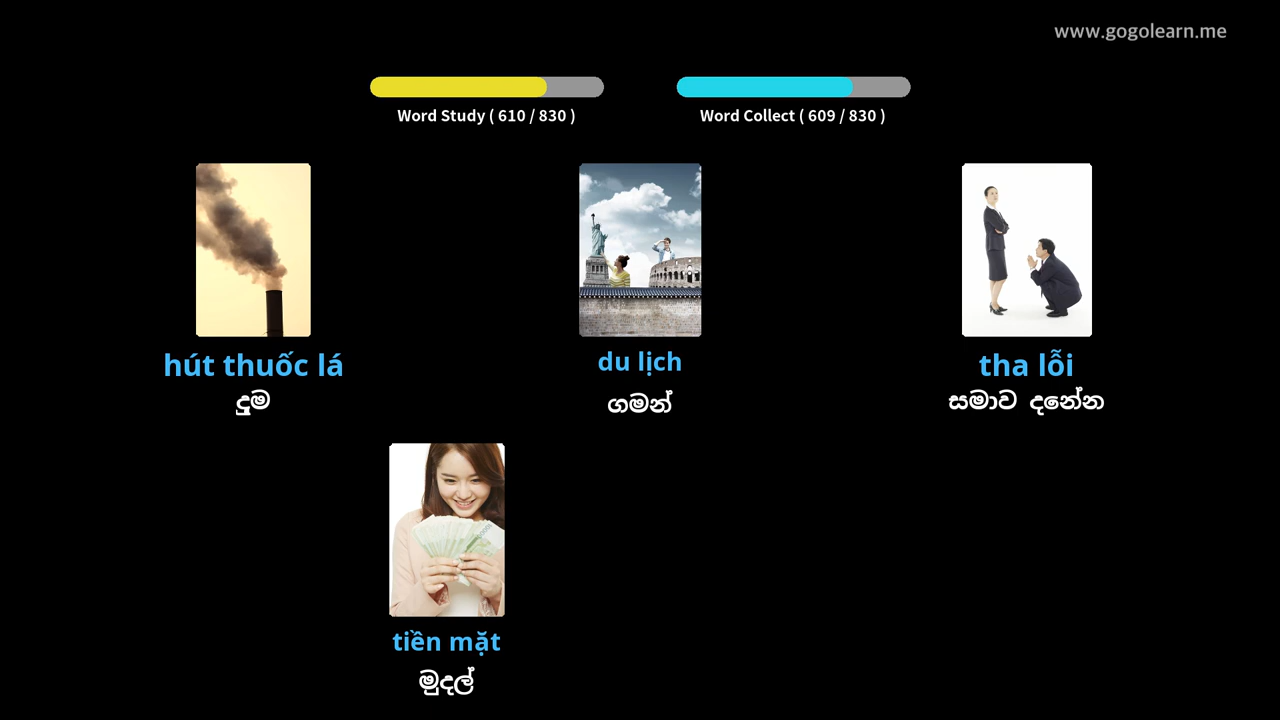 www.gogolearn.me
Word Study ( 610 / 830 )
Word Collect ( 609 / 830 )
hút thuốc lá
දුම
du lịch
ගමන්
tha lỗi
සමාව දනේන
tiền mặt
මුදල්